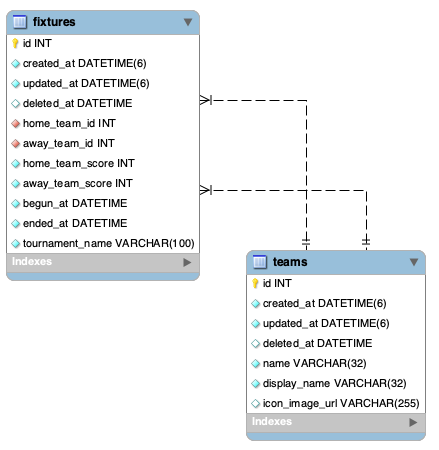 fixtures
id INT
created_at DATETIME(6)
updated_at DATETIME(6)
deleted_at DATETIME
home_team_id INT
away_team_id INT
home_team_score INT
away_team_score INT
begun_at DATETIME
ended_at DATETIME
tournament_name VARCHAR(100)
Indexes
teams
id INT
created_at DATETIME(6)
updated_at DATETIME(6)
deleted_at DATETIME
name VARCHAR(32)
display_name VARCHAR(32)
icon_image_url VARCHAR(255)
Indexes